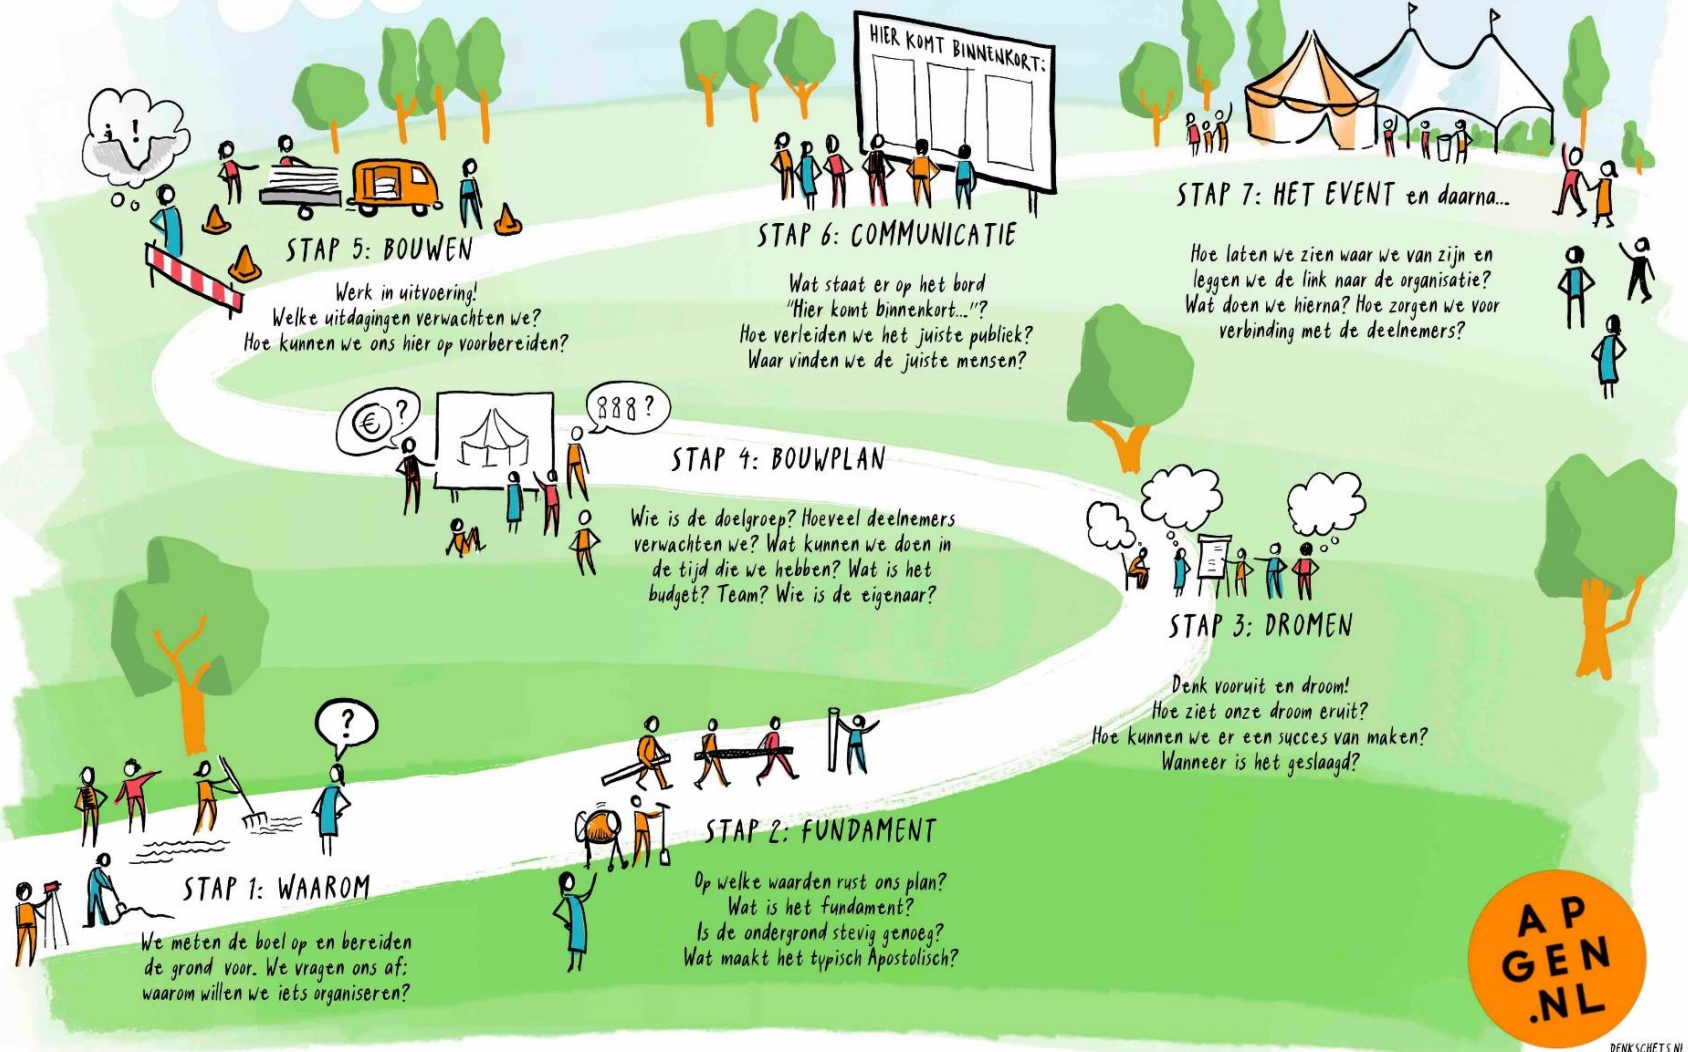 STAP 1: WAAROM
We meten de boel op en bereiden
de grond voor. We vragen ons af:
waarom willen we iets organiseren?
?
STAP 2: FUNDAMENT
Op welke waarden rust ons plan?
Wat is het fundament?
Is de ondergrond stevig genoeg?
Wat maakt het typisch Apostolisch?
STAP 3: DROMEN
Denk vooruit en droom!
Hoe ziet onze droom eruit?
Hoe kunnen we er een succes van maken?
Wanneer is het geslaagd?
STAP 4: BOUWPLAN
Wie is de doelgroep? Hoeveel deelnemers
verwachten we? Wat kunnen we doen in
de tijd die we hebben? Wat is het
budget? Team? Wie is de eigenaar?
€ ?
?
STAP 5: BOUWEN
Werk in uitvoering!
Welke uitdagingen verwachten we?
Hoe kunnen we ons hier op voorbereiden?
!
HIER KOMT BINNENKORT:
STAP 6: COMMUNICATIE
Wat staat er op het bord
"Hier komt binnenkort..."?
Hoe verleiden we het juiste publiek?
Waar vinden we de juiste mensen?
STAP 7: HET EVENT en daarna...
Hoe laten we zien waar we van zijn en
leggen we de link naar de organisatie?
Wat doen we hierna? Hoe zorgen we voor
verbinding met de deelnemers?
AP
GEN
.NL
DENKSCHETS.NL